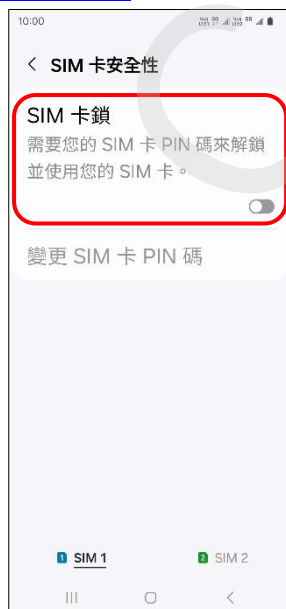 10:00
SIM 卡安全性
SIM 卡鎖
需要您的 SIM 卡 PIN 碼來解鎖
並使用您的 SIM 卡。
變更 SIM 卡 PIN 碼
1 SIM 1
2 SIM 2